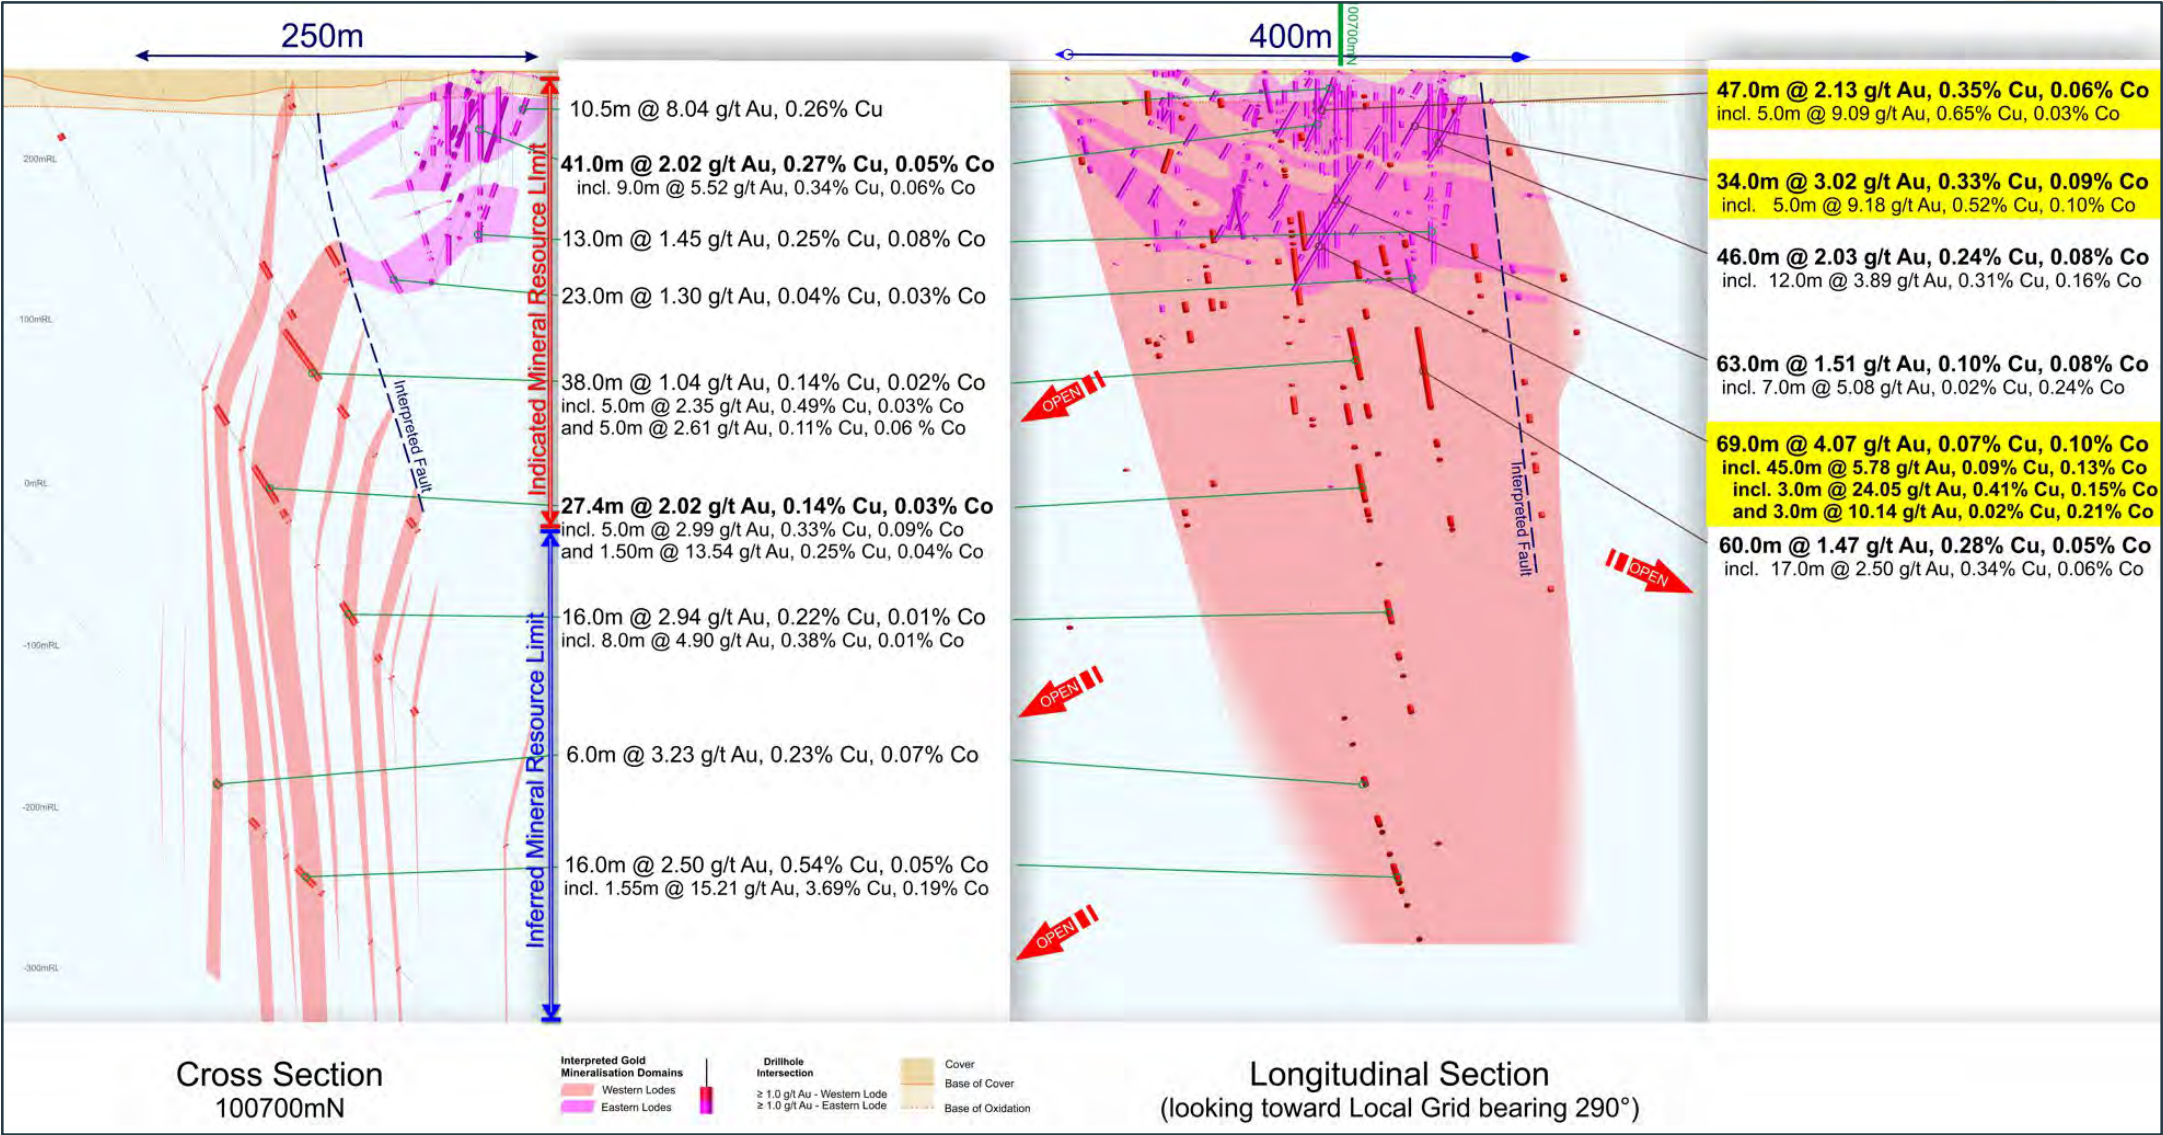 250m
400m
00700mN
200mRL
100mRL
0mRL
-100mRL
-200mRL
-300mRL
Interpreted Fault
Indicated Mineral Resource Limit
Inferred Mineral Resource Limit
10.5m @ 8.04 g/t Au, 0.26% Cu
41.0m @ 2.02 g/t Au, 0.27% Cu, 0.05% Co
incl. 9.0m @ 5.52 g/t Au, 0.34% Cu, 0.06% Co
13.0m @ 1.45 g/t Au, 0.25% Cu, 0.08% Co
23.0m @ 1.30 g/t Au, 0.04% Cu, 0.03% Co
38.0m @ 1.04 g/t Au, 0.14% Cu, 0.02% Co
incl. 5.0m @ 2.35 g/t Au, 0.49% Cu, 0.03% Co
and 5.0m @ 2.61 g/t Au, 0.11% Cu, 0.06 % Co
27.4m @ 2.02 g/t Au, 0.14% Cu, 0.03% Co
incl. 5.0m @ 2.99 g/t Au, 0.33% Cu, 0.09% Co
and 1.50m @ 13.54 g/t Au, 0.25% Cu, 0.04% Co
16.0m @ 2.94 g/t Au, 0.22% Cu, 0.01% Co
incl. 8.0m @ 4.90 g/t Au, 0.38% Cu, 0.01% Co
6.0m @ 3.23 g/t Au, 0.23% Cu, 0.07% Co
16.0m @ 2.50 g/t Au, 0.54% Cu, 0.05% Co
incl. 1.55m @ 15.21 g/t Au, 3.69% Cu, 0.19% Co
OPEN
OPEN
OPEN
Interpreted Fault
OPEN
47.0m @ 2.13 g/t Au, 0.35% Cu, 0.06% Co
incl. 5.0m @ 9.09 g/t Au, 0.65% Cu, 0.03% Co
34.0m @ 3.02 g/t Au, 0.33% Cu, 0.09% Co
incl. 5.0m @ 9.18 g/t Au, 0.52% Cu, 0.10% Co
46.0m @ 2.03 g/t Au, 0.24% Cu, 0.08% Co
incl. 12.0m @ 3.89 g/t Au, 0.31% Cu, 0.16% Co
63.0m @ 1.51 g/t Au, 0.10% Cu, 0.08% Co
incl. 7.0m @ 5.08 g/t Au, 0.02% Cu, 0.24% Co
69.0m @ 4.07 g/t Au, 0.07% Cu, 0.10% Co
incl. 45.0m @ 5.78 g/t Au, 0.09% Cu, 0.13% Co
incl. 3.0m @ 24.05 g/t Au, 0.41% Cu, 0.15% Co
and 3.0m @ 10.14 g/t Au, 0.02% Cu, 0.21% Co
60.0m @ 1.47 g/t Au, 0.28% Cu, 0.05% Co
incl. 17.0m @ 2.50 g/t Au, 0.34% Cu, 0.06% Co
Cross Section
100700mN
Interpreted Gold
Mineralisation Domains
Western Lodes
Eastern Lodes
Drillhole
Intersection
≥ 1.0 g/t Au - Western Lode
≥ 1.0 g/t Au - Eastern Lode
Cover
Base of Cover
Base of Oxidation
Longitudinal Section
(looking toward Local Grid bearing 290°)